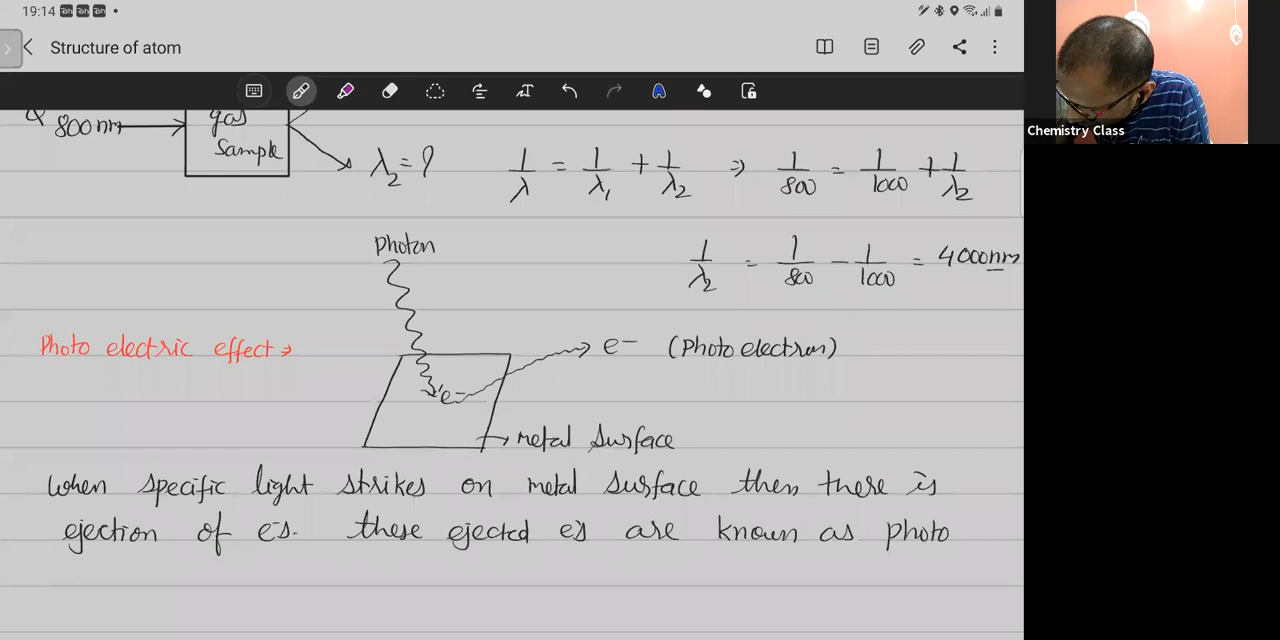 19:14
Structure of atom
Chemistry Class
800 nm
gas
Sample
λ₂ = ?
1/λ = 1/λ₁ + 1/λ₂ ⇒ 1/800 = 1/1000 + 1/λ₂
1/λ₂ = 1/800 - 1/1000 = 4000nm
Photon
Photo electric effect →
e⁻ (Photo electron)
e⁻
metal surface
When specific light strikes on metal surface then there is
ejection of e⁻s. these ejected e⁻s are known as photo